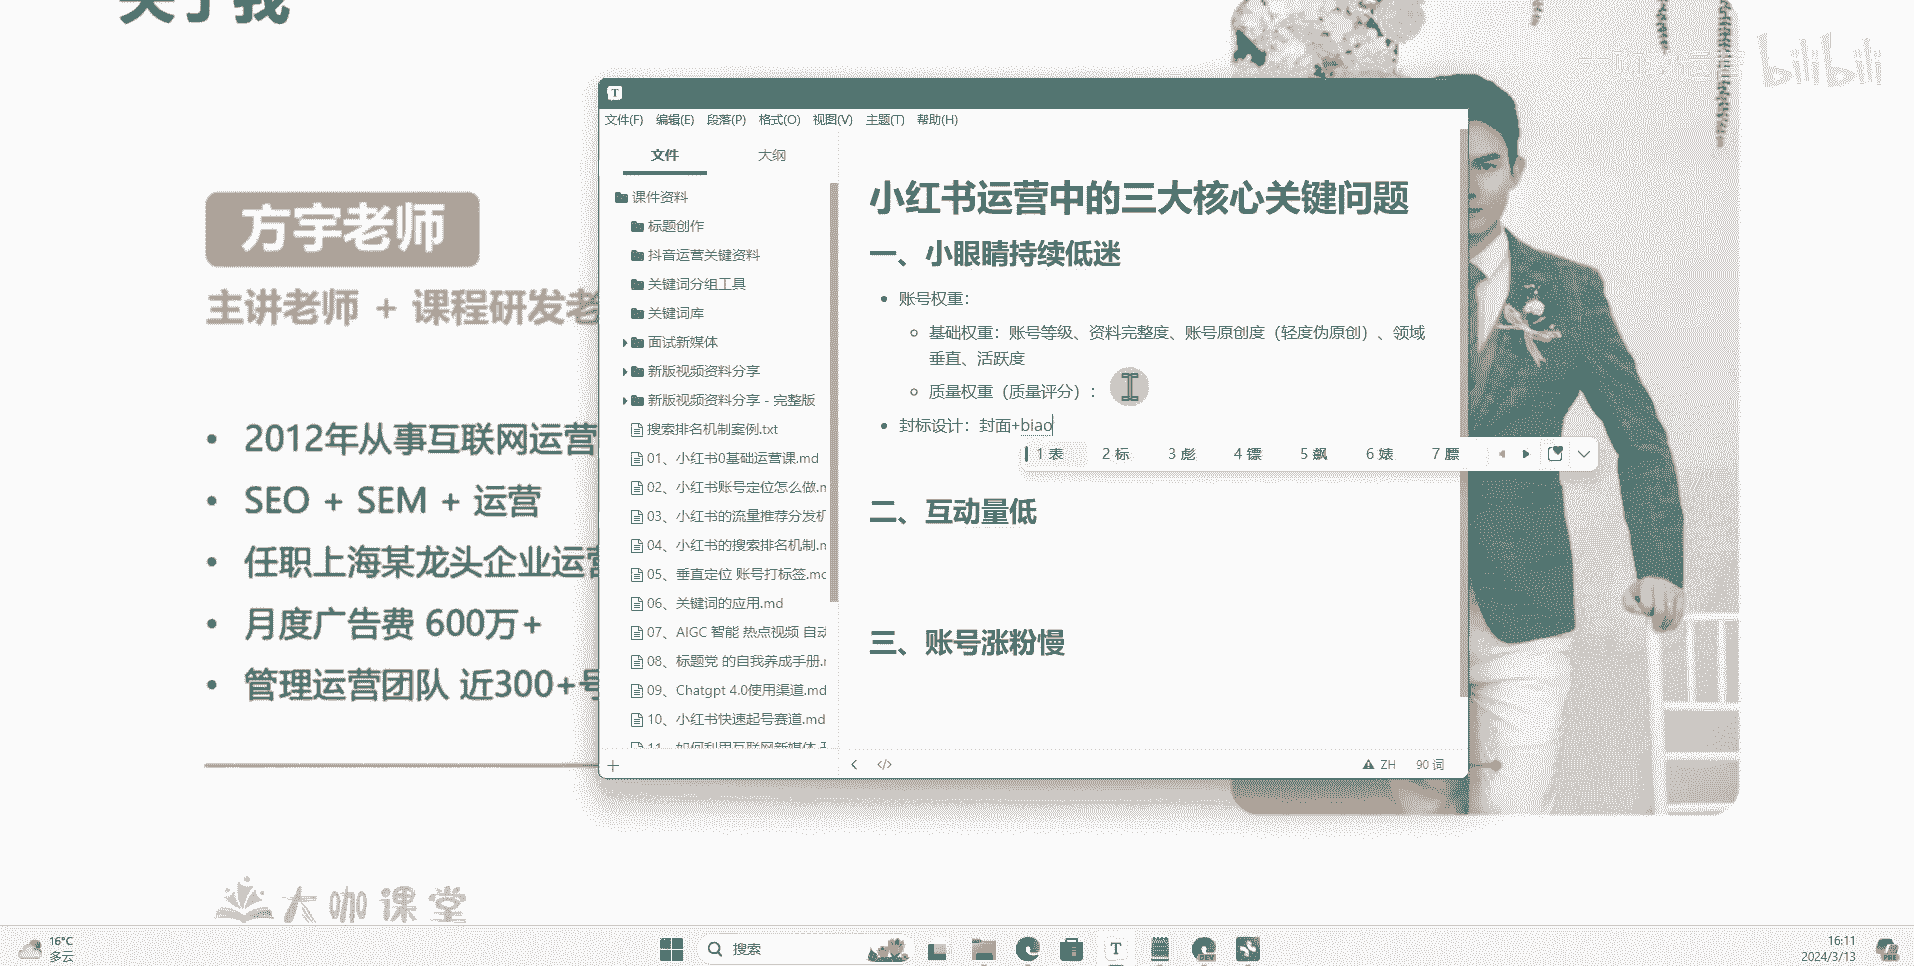 关于我
bilibili
方宇老师
主讲老师 + 课程研发老
2012年从事互联网运营
SEO + SEM + 运营
任职上海某龙头企业运营
月度广告费 600万+
管理运营团队 近300+号
大咖课堂
T
文件(F) 编辑(E) 段落(P) 格式(O) 视图(V) 主题(T) 帮助(H)
文件 大纲
课件资料
标题创作
抖音运营关键资料
关键词分组工具
关键词库
面试新媒体
新版视频资料分享
新版视频资料分享 - 完整版
搜索排名机制案例.txt
01、小红书0基础运营课.md
02、小红书账号定位怎么做.m
03、小红书的流量推荐分发机
04、小红书的搜索排名机制.m
05、垂直定位 账号打标签.mc
06、关键词的应用.md
07、AIGC 智能 热点视频 自动
08、标题党 的自我养成手册.r
09、Chatgpt 4.0使用渠道.md
10、小红书快速起号赛道.md
11、如何利用互联网新媒体
小红书运营中的三大核心关键问题
一、小眼睛持续低迷
账号权重：
基础权重：账号等级、资料完整度、账号原创度（轻度伪原创）、领域
垂直、活跃度
质量权重（质量评分）：
封标设计：封面+biao
1 表 2 标 3 彪 4 镖 5 飙 6 婊 7 膘
二、互动量低
三、账号涨粉慢
ZH 90 词
16°C
多云
搜索
T
DEV
16:11
2024/3/13
PRE